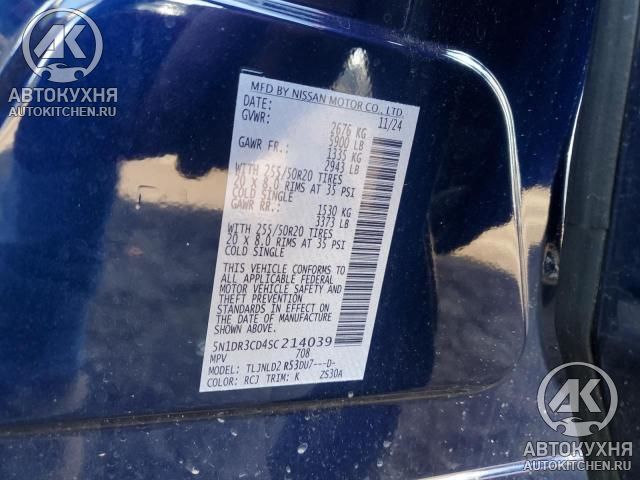 АВТОКУХНЯ
AUTOKITCHEN.RU
MFD BY NISSAN MOTOR CO., LTD.
DATE: 11/24
GVWR: 2676 KG
5900 LB
GAWR FR.: 1335 KG
2943 LB
WITH 255/50R20 TIRES
20 X 8.0 RIMS AT 35 PSI
COLD SINGLE
GAWR RR.: 1530 KG
3373 LB
WITH 255/50R20 TIRES
20 X 8.0 RIMS AT 35 PSI
COLD SINGLE
THIS VEHICLE CONFORMS TO
ALL APPLICABLE FEDERAL
MOTOR VEHICLE SAFETY AND
THEFT PREVENTION
STANDARDS IN EFFECT ON
THE DATE OF MANUFACTURE
SHOWN ABOVE.
5N1DR3CD4SC214039
MPV 708
MODEL: TLJNLD2 R53DU7---D-
COLOR: RCJ TRIM: K ZS30A
АВТОКУХНЯ
AUTOKITCHEN.RU